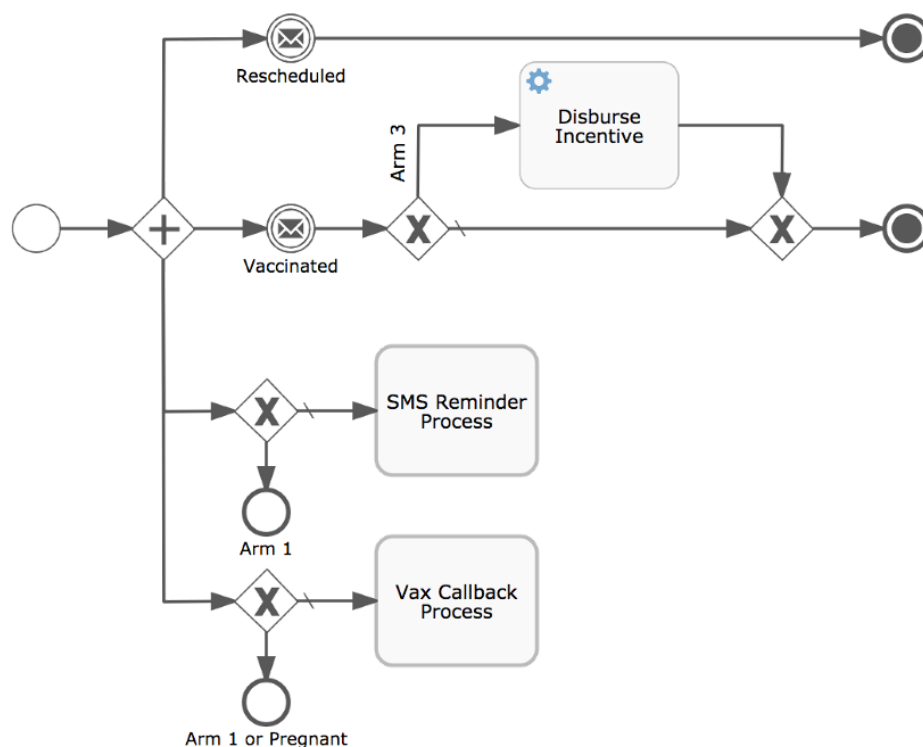 Rescheduled
Disburse
Incentive
Arm 3
Vaccinated
SMS Reminder
Process
Arm 1
Vax Callback
Process
Arm 1 or Pregnant